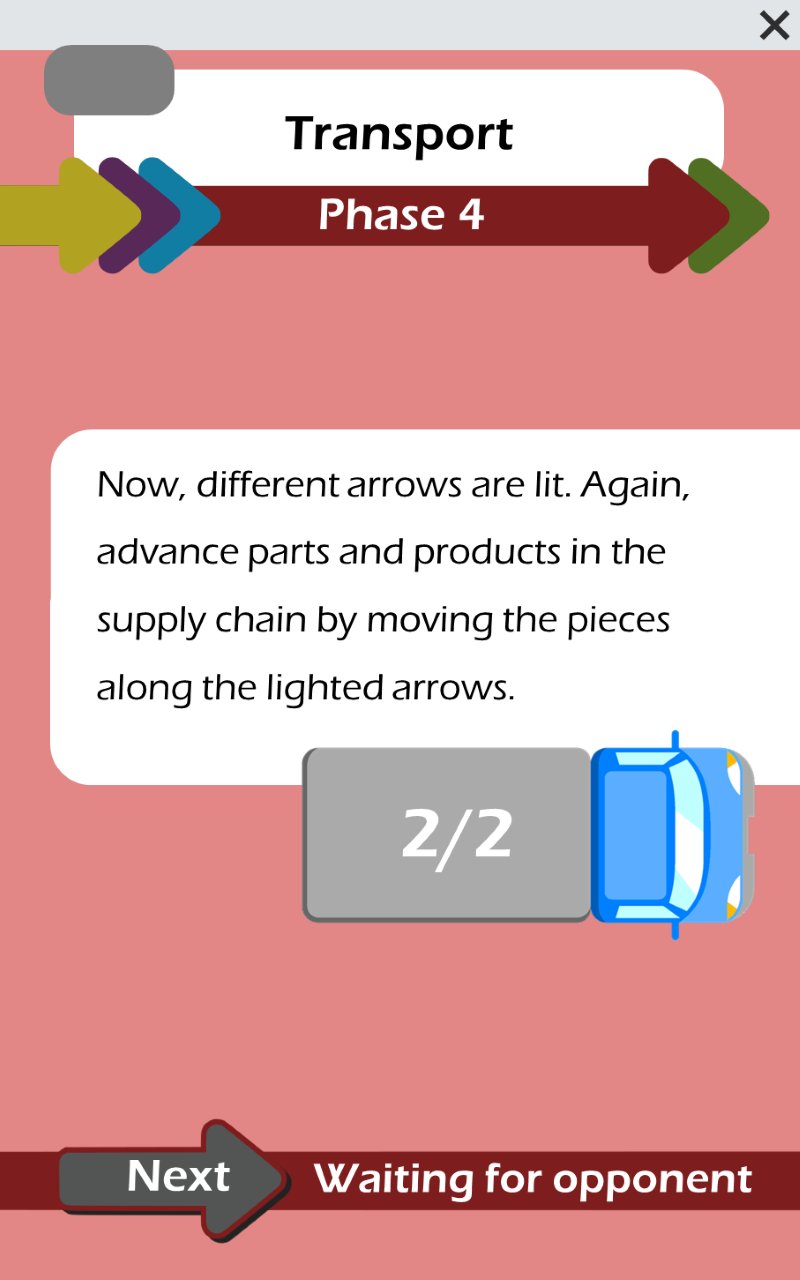 Transport
Phase 4
Now, different arrows are lit. Again,
advance parts and products in the
supply chain by moving the pieces
along the lighted arrows.
2/2
Next
Waiting for opponent